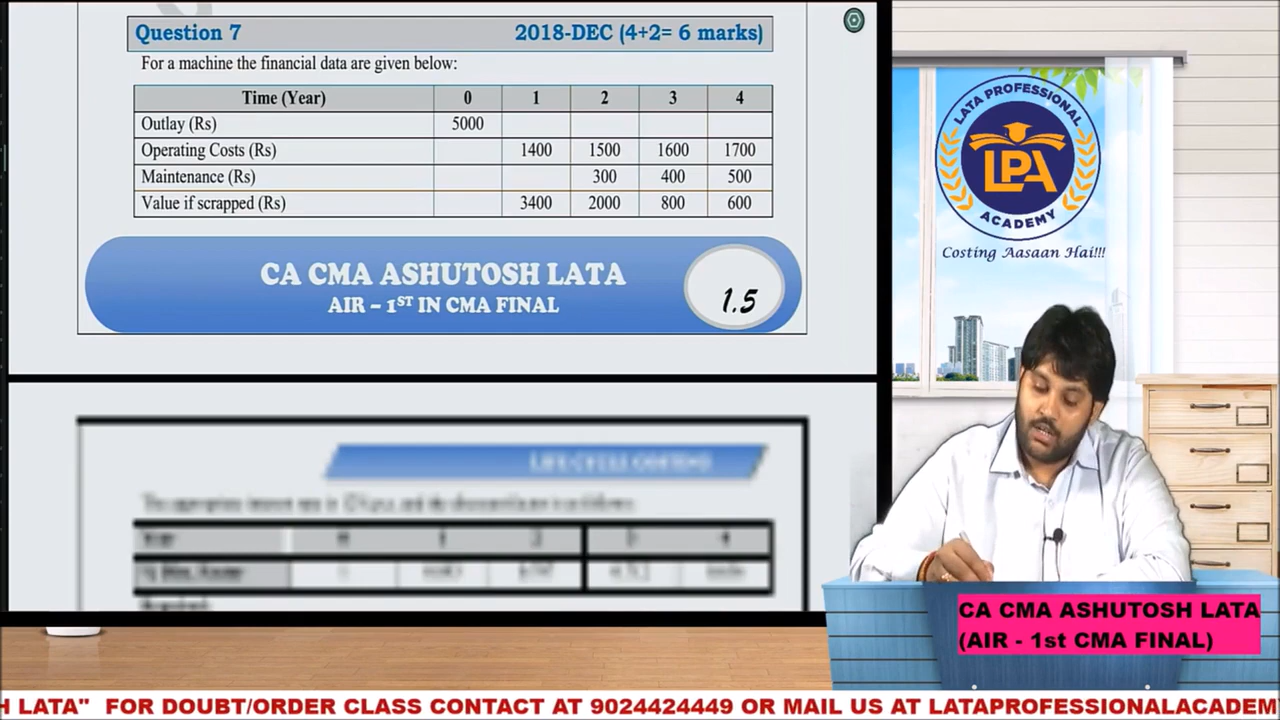 Question 7 2018-DEC (4+2= 6 marks)
For a machine the financial data are given below:
Time (Year) 0 1 2 3 4
Outlay (Rs) 5000
Operating Costs (Rs) 1400 1500 1600 1700
Maintenance (Rs) 300 400 500
Value if scrapped (Rs) 3400 2000 800 600
CA CMA ASHUTOSH LATA
AIR – 1ST IN CMA FINAL
1.5
LIFE CYCLE COSTING
LATA PROFESSIONAL
LPA
ACADEMY
Costing Aasaan Hai!!!
CA CMA ASHUTOSH LATA
(AIR - 1st CMA FINAL)
H LATA" FOR DOUBT/ORDER CLASS CONTACT AT 9024424449 OR MAIL US AT LATAPROFESSIONALACADEM